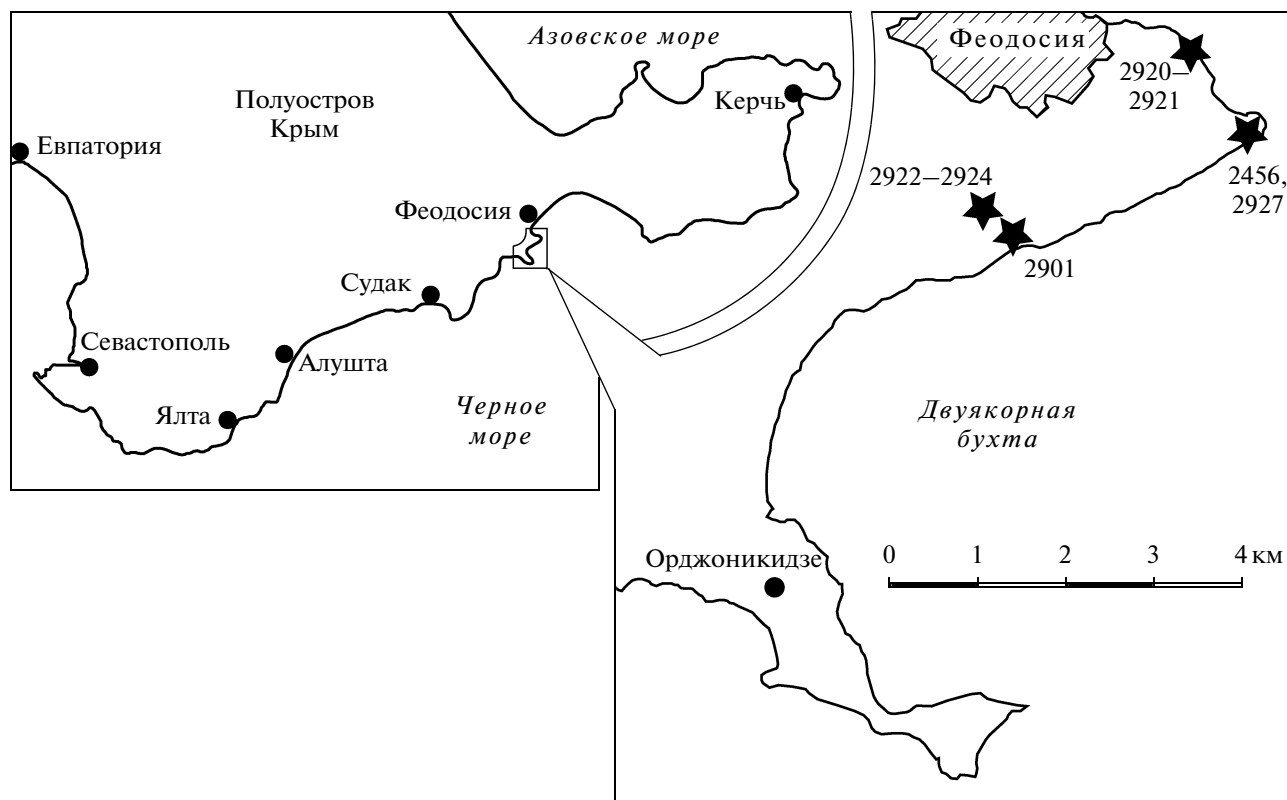 Азовское море
Полуостров
Крым
Керчь
Евпатория
Феодосия
Судак
Севастополь
Алушта
Ялта
Черное
море
Феодосия
2920–
2921
2922–2924
2456,
2927
2901
Двуякорная
бухта
Орджоникидзе
0 1 2 3 4 км